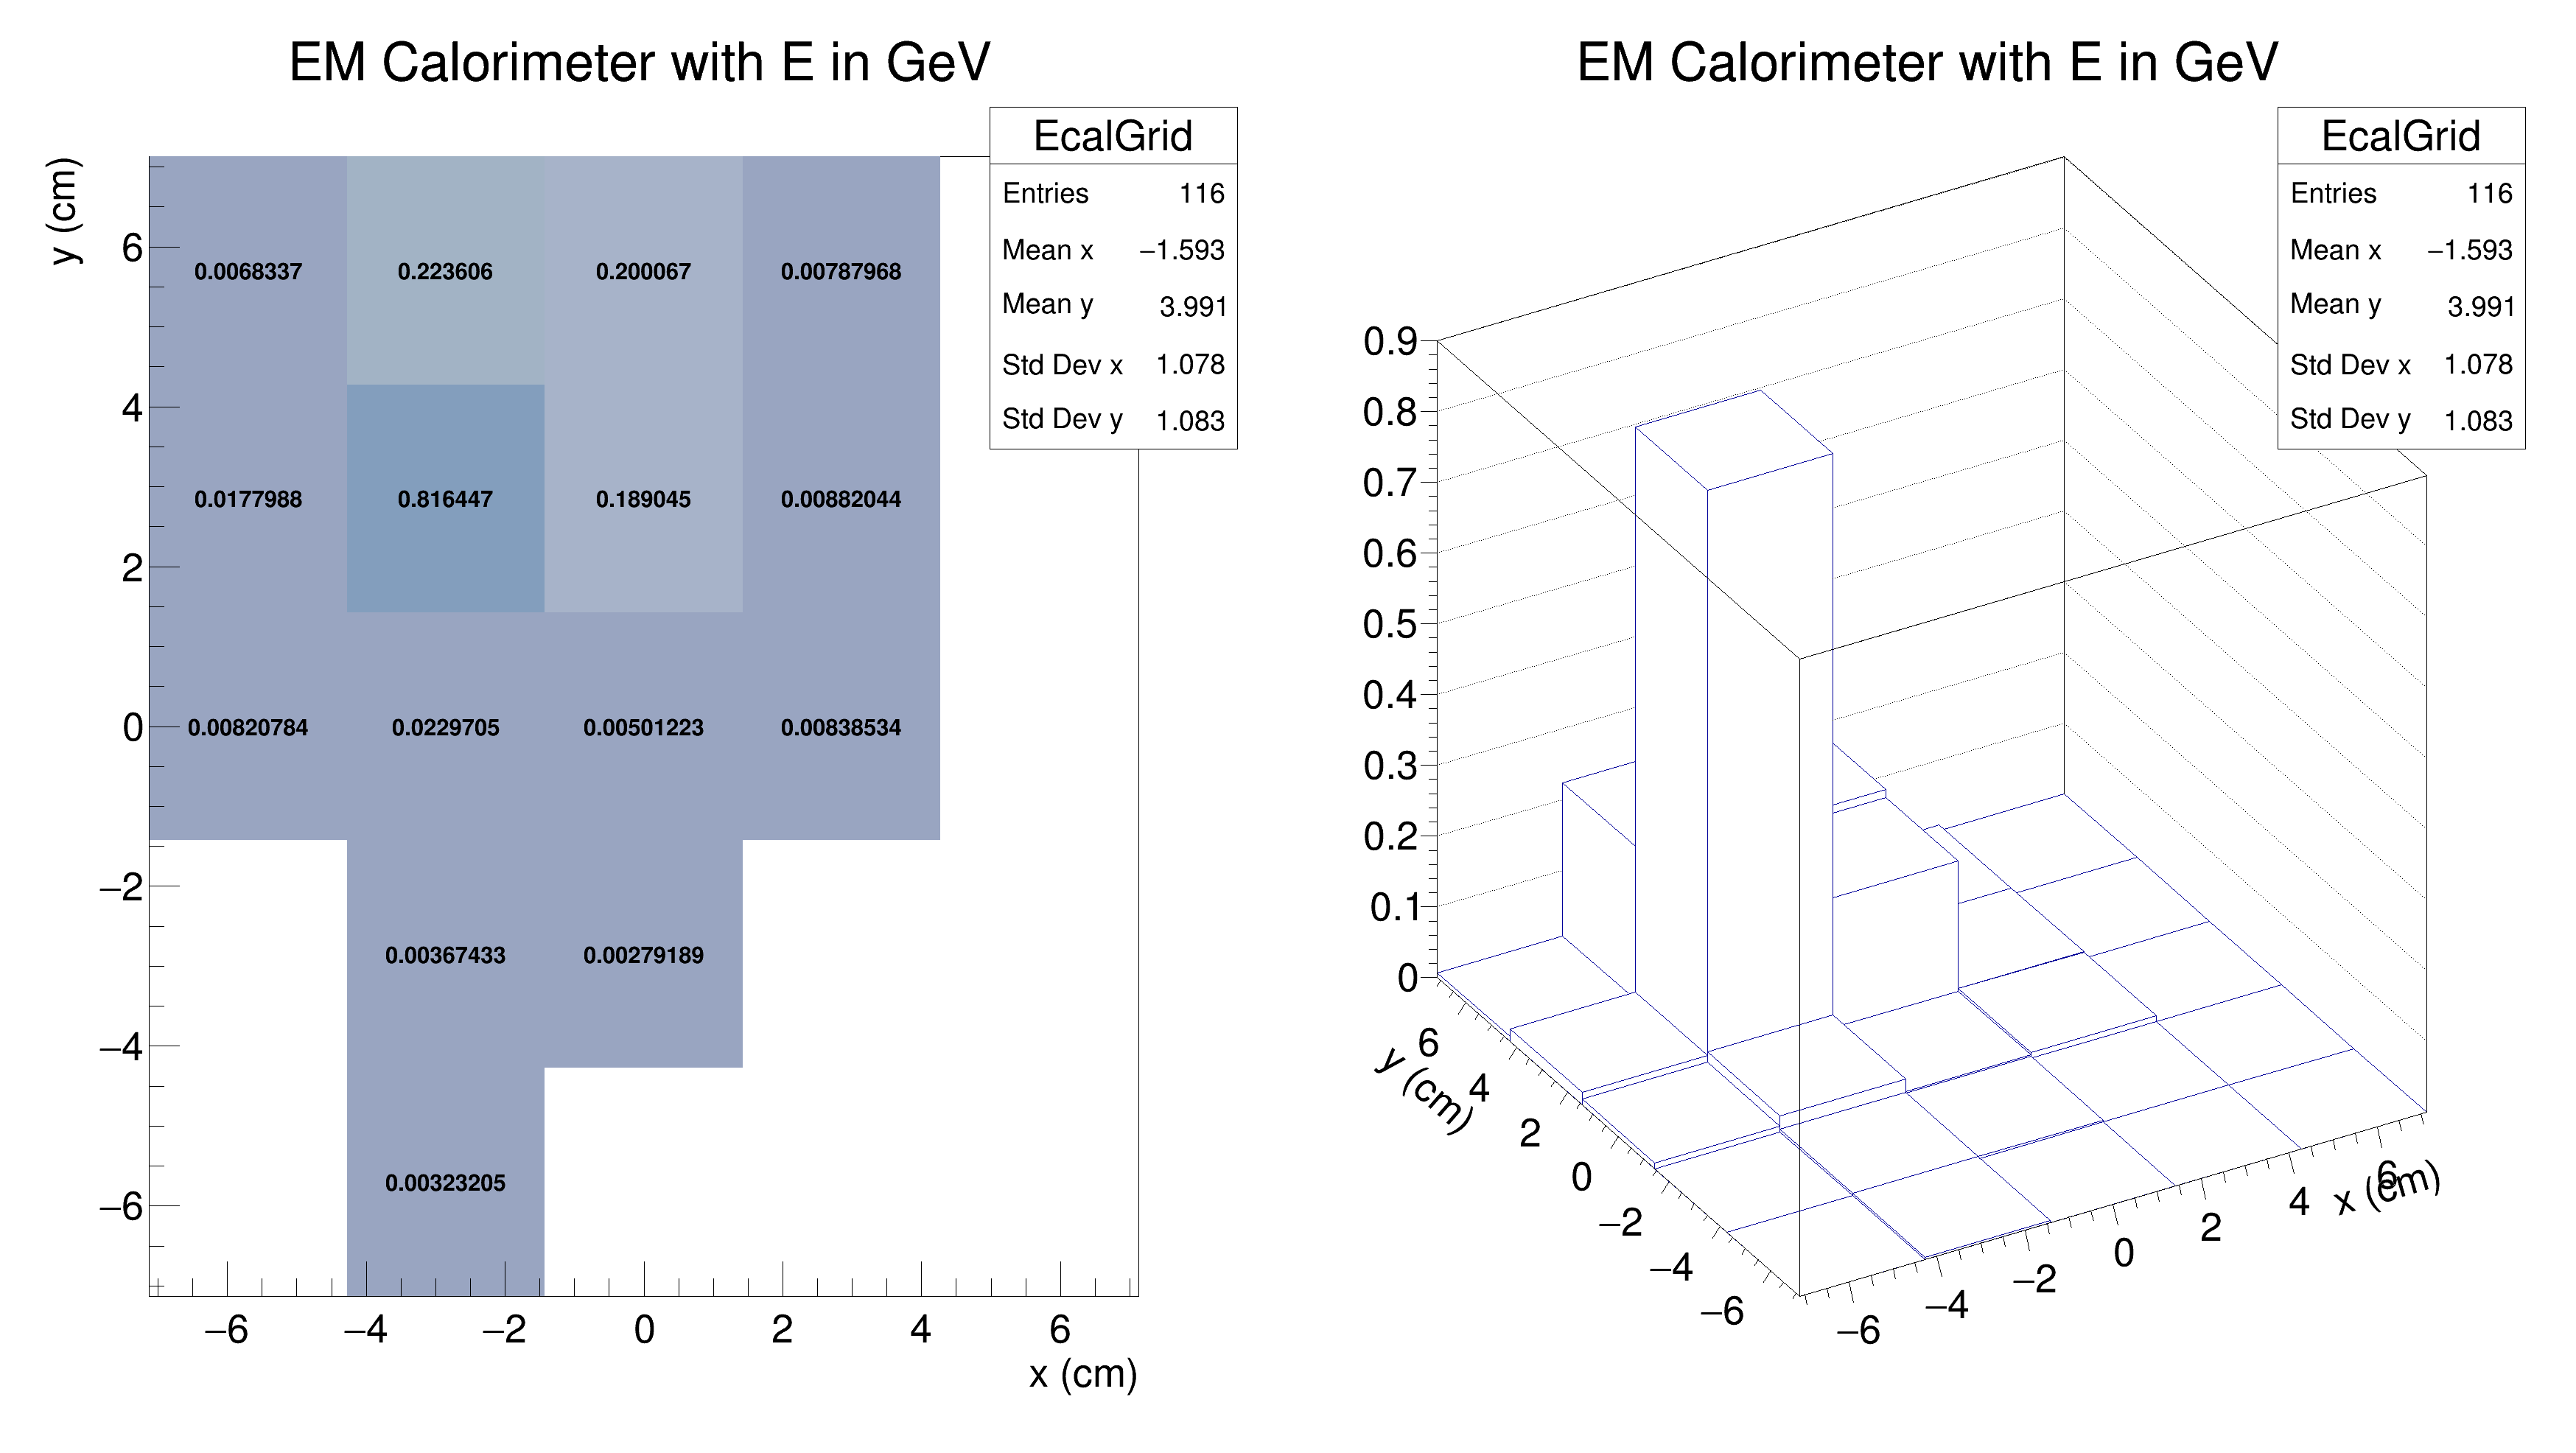 EM Calorimeter with E in GeV
EcalGrid
Entries 116
Mean x −1.593
Mean y 3.991
Std Dev x 1.078
Std Dev y 1.083
y (cm)
6
4
2
0
−2
−4
−6
0.0068337 0.223606 0.200067 0.00787968
0.0177988 0.816447 0.189045 0.00882044
0.00820784 0.0229705 0.00501223 0.00838534
0.00367433 0.00279189
0.00323205
−6 −4 −2 0 2 4 6
x (cm)
EM Calorimeter with E in GeV
EcalGrid
Entries 116
Mean x −1.593
Mean y 3.991
Std Dev x 1.078
Std Dev y 1.083
0.9
0.8
0.7
0.6
0.5
0.4
0.3
0.2
0.1
0
y (cm)
6
4
2
0
−2
−4
−6
−6 −4 −2 0 2 4 6
x (cm)